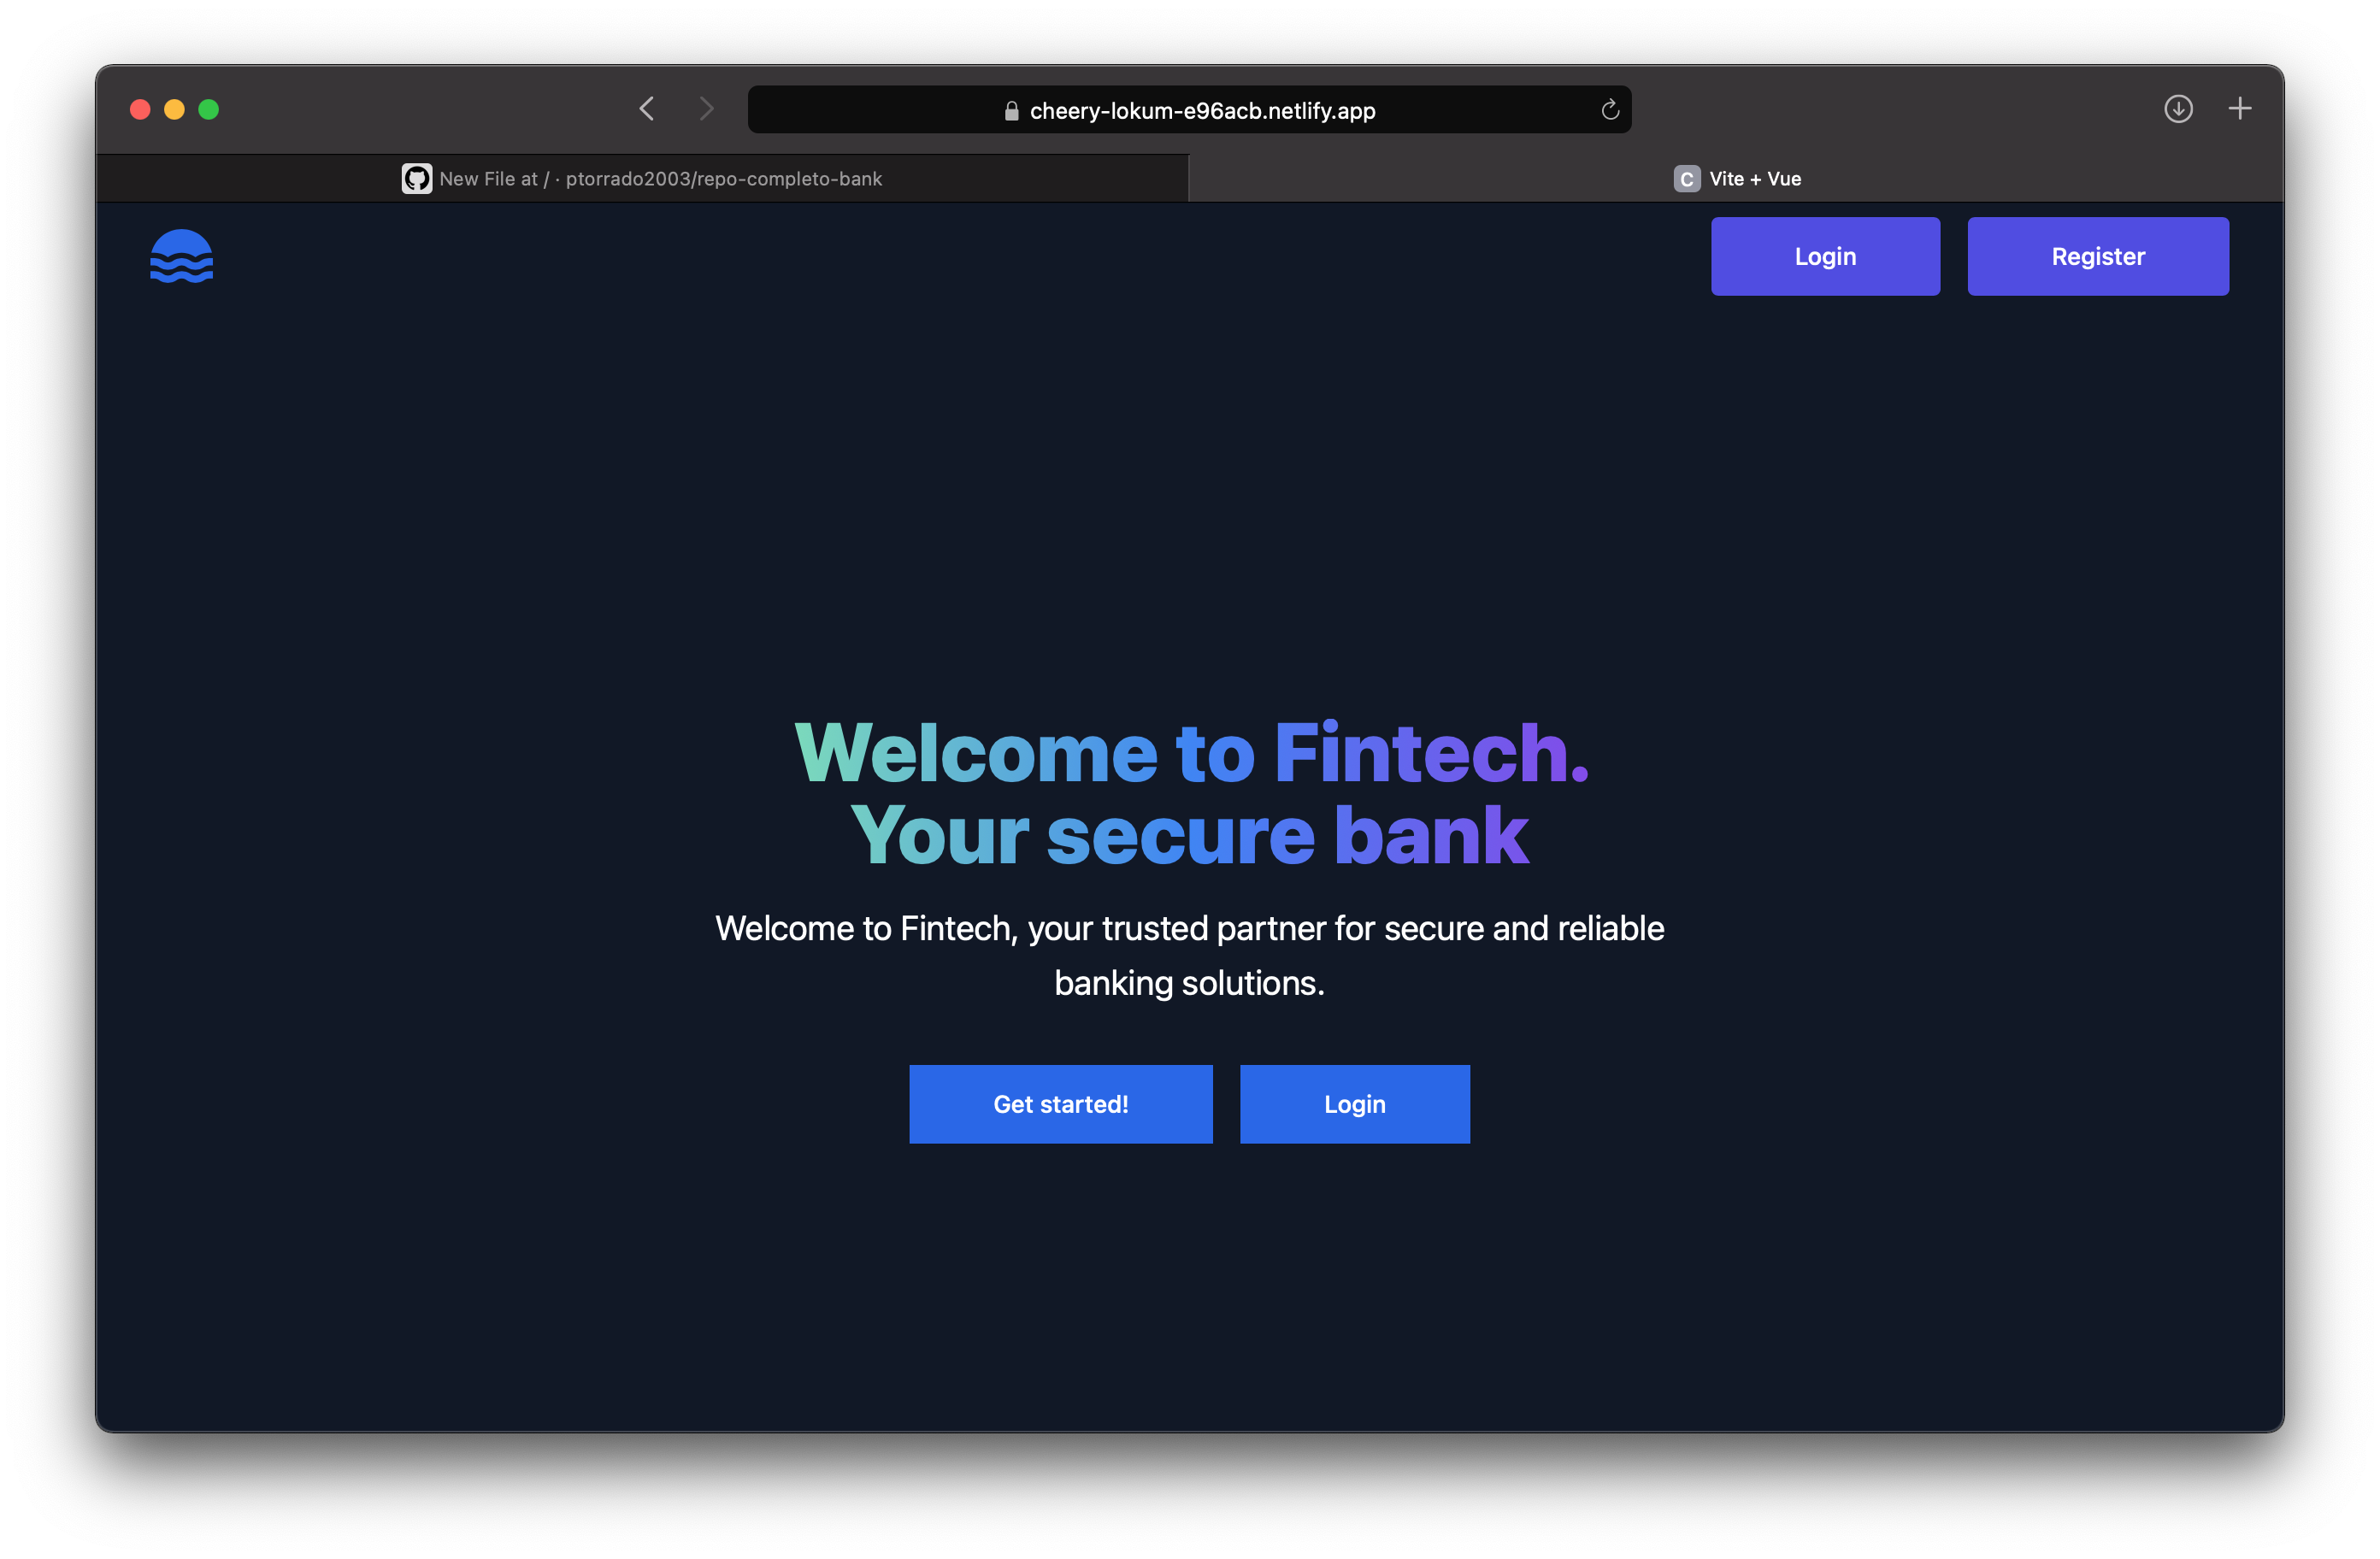 cheery-lokum-e96acb.netlify.app
New File at / · ptorrado2003/repo-completo-bank
C Vite + Vue
Login
Register
Welcome to Fintech.
Your secure bank
Welcome to Fintech, your trusted partner for secure and reliable
banking solutions.
Get started!
Login